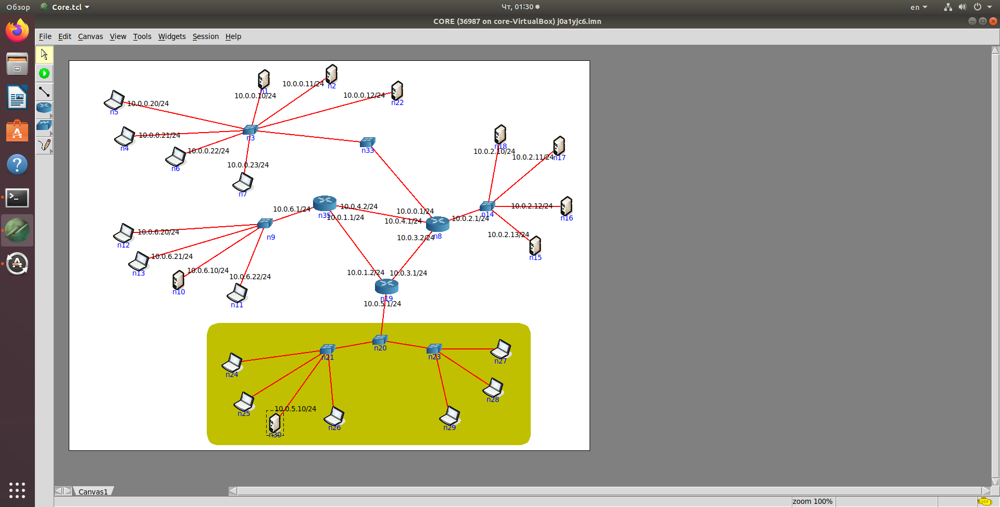 Обзор
Core.tcl
Чт, 01:30
en
CORE (36987 on core-VirtualBox) j0a1yjc6.imn
File Edit Canvas View Tools Widgets Session Help
n1
10.0.0.10/24
10.0.0.11/24
n2
10.0.0.12/24
n22
n5
10.0.0.20/24
n4
10.0.0.21/24
n3
n6
10.0.0.22/24
10.0.0.23/24
n7
n33
n18
10.0.2.10/24
10.0.2.11/24
n17
10.0.6.1/24
n35
10.0.4.2/24
10.0.1.1/24
10.0.0.1/24
10.0.4.1/24
n8
10.0.3.2/24
10.0.2.1/24
n14
10.0.2.12/24
n16
10.0.2.13/24
n15
n12
10.0.6.20/24
n9
n13
10.0.6.21/24
n10
10.0.6.10/24
10.0.6.22/24
n11
10.0.1.2/24
10.0.3.1/24
n19
10.0.5.1/24
n20
n21
n23
n24
n25
10.0.5.10/24
n30
n26
n27
n28
n29
Canvas1
zoom 100%
CHECK